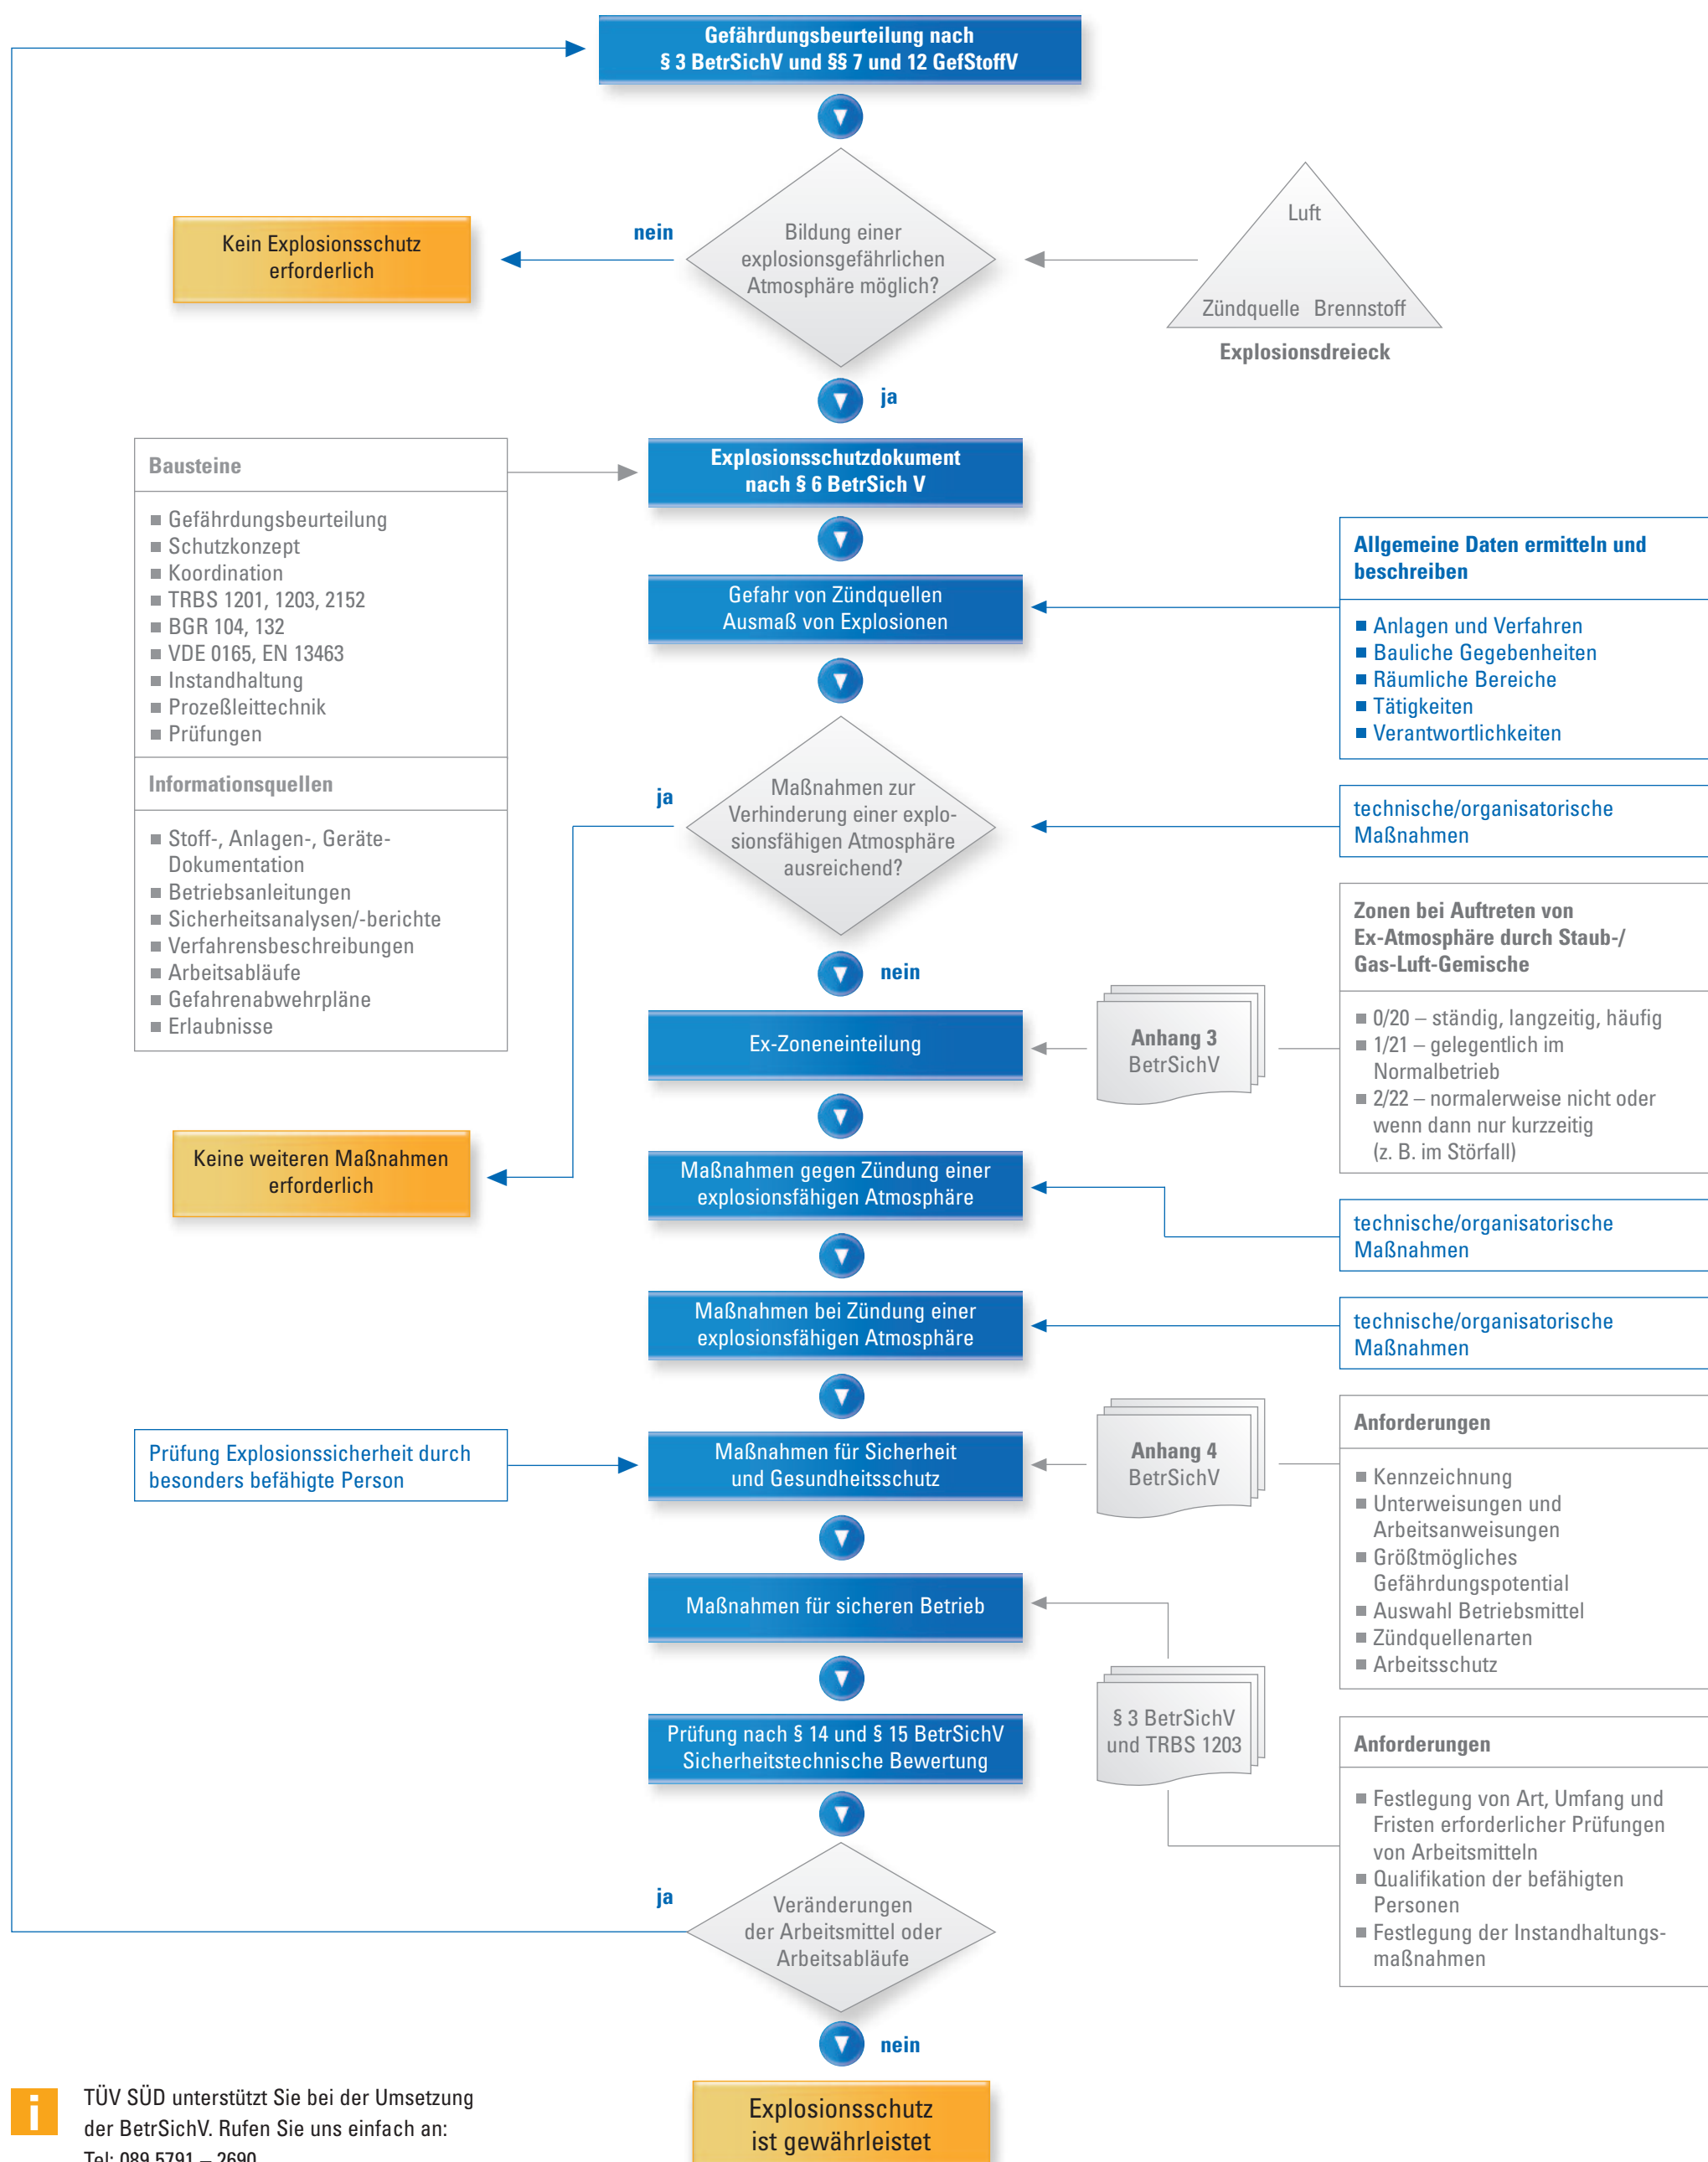 Gefährdungsbeurteilung nach
§ 3 BetrSichV und §§ 7 und 12 GefStoffV
Kein Explosionsschutz
erforderlich
nein
Bildung einer
explosionsgefährlichen
Atmosphäre möglich?
Luft
Zündquelle Brennstoff
Explosionsdreieck
ja
Bausteine
Gefährdungsbeurteilung
Schutzkonzept
Koordination
TRBS 1201, 1203, 2152
BGR 104, 132
VDE 0165, EN 13463
Instandhaltung
Prozeßleittechnik
Prüfungen
Informationsquellen
Stoff-, Anlagen-, Geräte-
Dokumentation
Betriebsanleitungen
Sicherheitsanalysen/-berichte
Verfahrensbeschreibungen
Arbeitsabläufe
Gefahrenabwehrpläne
Erlaubnisse
Explosionsschutzdokument
nach § 6 BetrSich V
Gefahr von Zündquellen
Ausmaß von Explosionen
Allgemeine Daten ermitteln und
beschreiben
Anlagen und Verfahren
Bauliche Gegebenheiten
Räumliche Bereiche
Tätigkeiten
Verantwortlichkeiten
ja
Maßnahmen zur
Verhinderung einer explo-
sionsfähigen Atmosphäre
ausreichend?
technische/organisatorische
Maßnahmen
nein
Zonen bei Auftreten von
Ex-Atmosphäre durch Staub-/
Gas-Luft-Gemische
0/20 – ständig, langzeitig, häufig
1/21 – gelegentlich im
Normalbetrieb
2/22 – normalerweise nicht oder
wenn dann nur kurzzeitig
(z. B. im Störfall)
Ex-Zoneneinteilung
Anhang 3
BetrSichV
Keine weiteren Maßnahmen
erforderlich
Maßnahmen gegen Zündung einer
explosionsfähigen Atmosphäre
technische/organisatorische
Maßnahmen
Maßnahmen bei Zündung einer
explosionsfähigen Atmosphäre
technische/organisatorische
Maßnahmen
Prüfung Explosionssicherheit durch
besonders befähigte Person
Maßnahmen für Sicherheit
und Gesundheitsschutz
Anhang 4
BetrSichV
Anforderungen
Kennzeichnung
Unterweisungen und
Arbeitsanweisungen
Größtmögliches
Gefährdungspotential
Auswahl Betriebsmittel
Zündquellenarten
Arbeitsschutz
Maßnahmen für sicheren Betrieb
§ 3 BetrSichV
und TRBS 1203
Prüfung nach § 14 und § 15 BetrSichV
Sicherheitstechnische Bewertung
Anforderungen
Festlegung von Art, Umfang und
Fristen erforderlicher Prüfungen
von Arbeitsmitteln
Qualifikation der befähigten
Personen
Festlegung der Instandhaltungs-
maßnahmen
ja
Veränderungen
der Arbeitsmittel oder
Arbeitsabläufe
nein
i
TÜV SÜD unterstützt Sie bei der Umsetzung
der BetrSichV. Rufen Sie uns einfach an:
Tel: 089 5791 – 2690
Explosionsschutz
ist gewährleistet